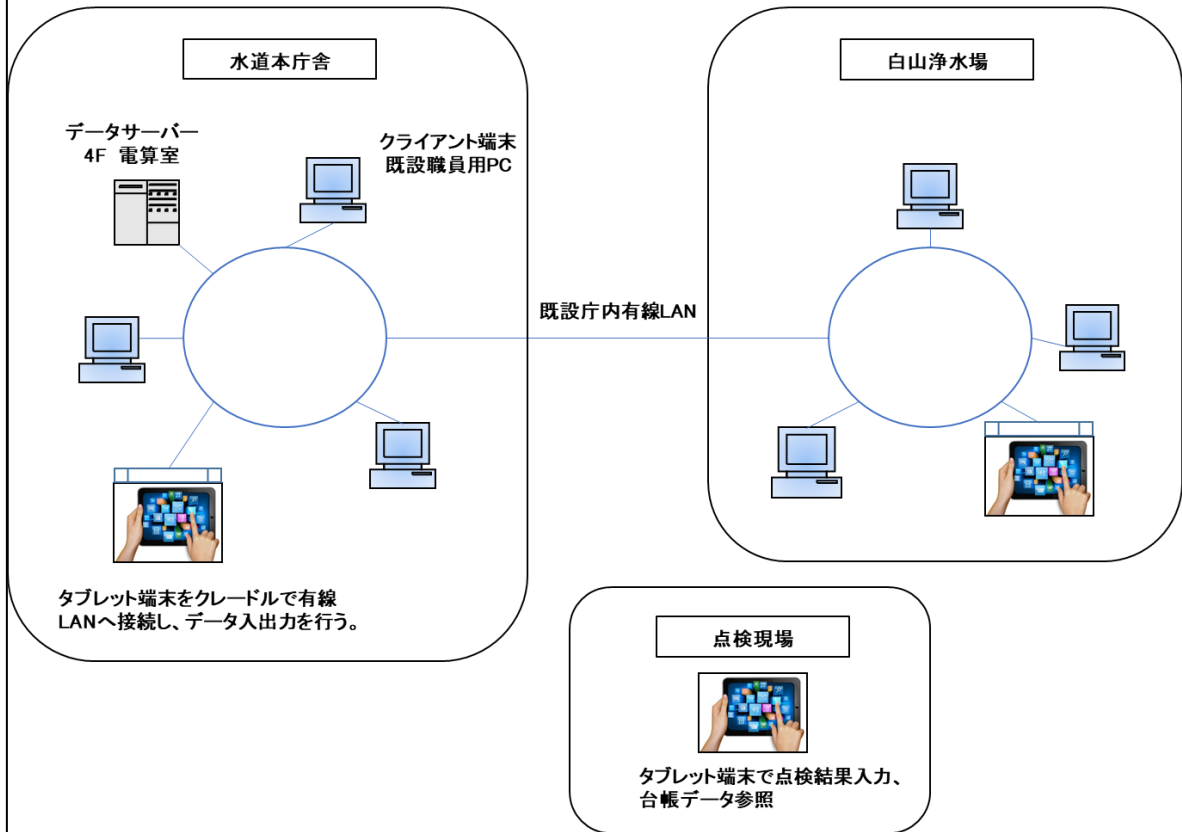 水道本庁舎
白山浄水場
データサーバー
4F 電算室
クライアント端末
既設職員用PC
既設庁内有線LAN
タブレット端末をクレードルで有線
LANへ接続し、データ入出力を行う。
点検現場
タブレット端末で点検結果入力、
台帳データ参照